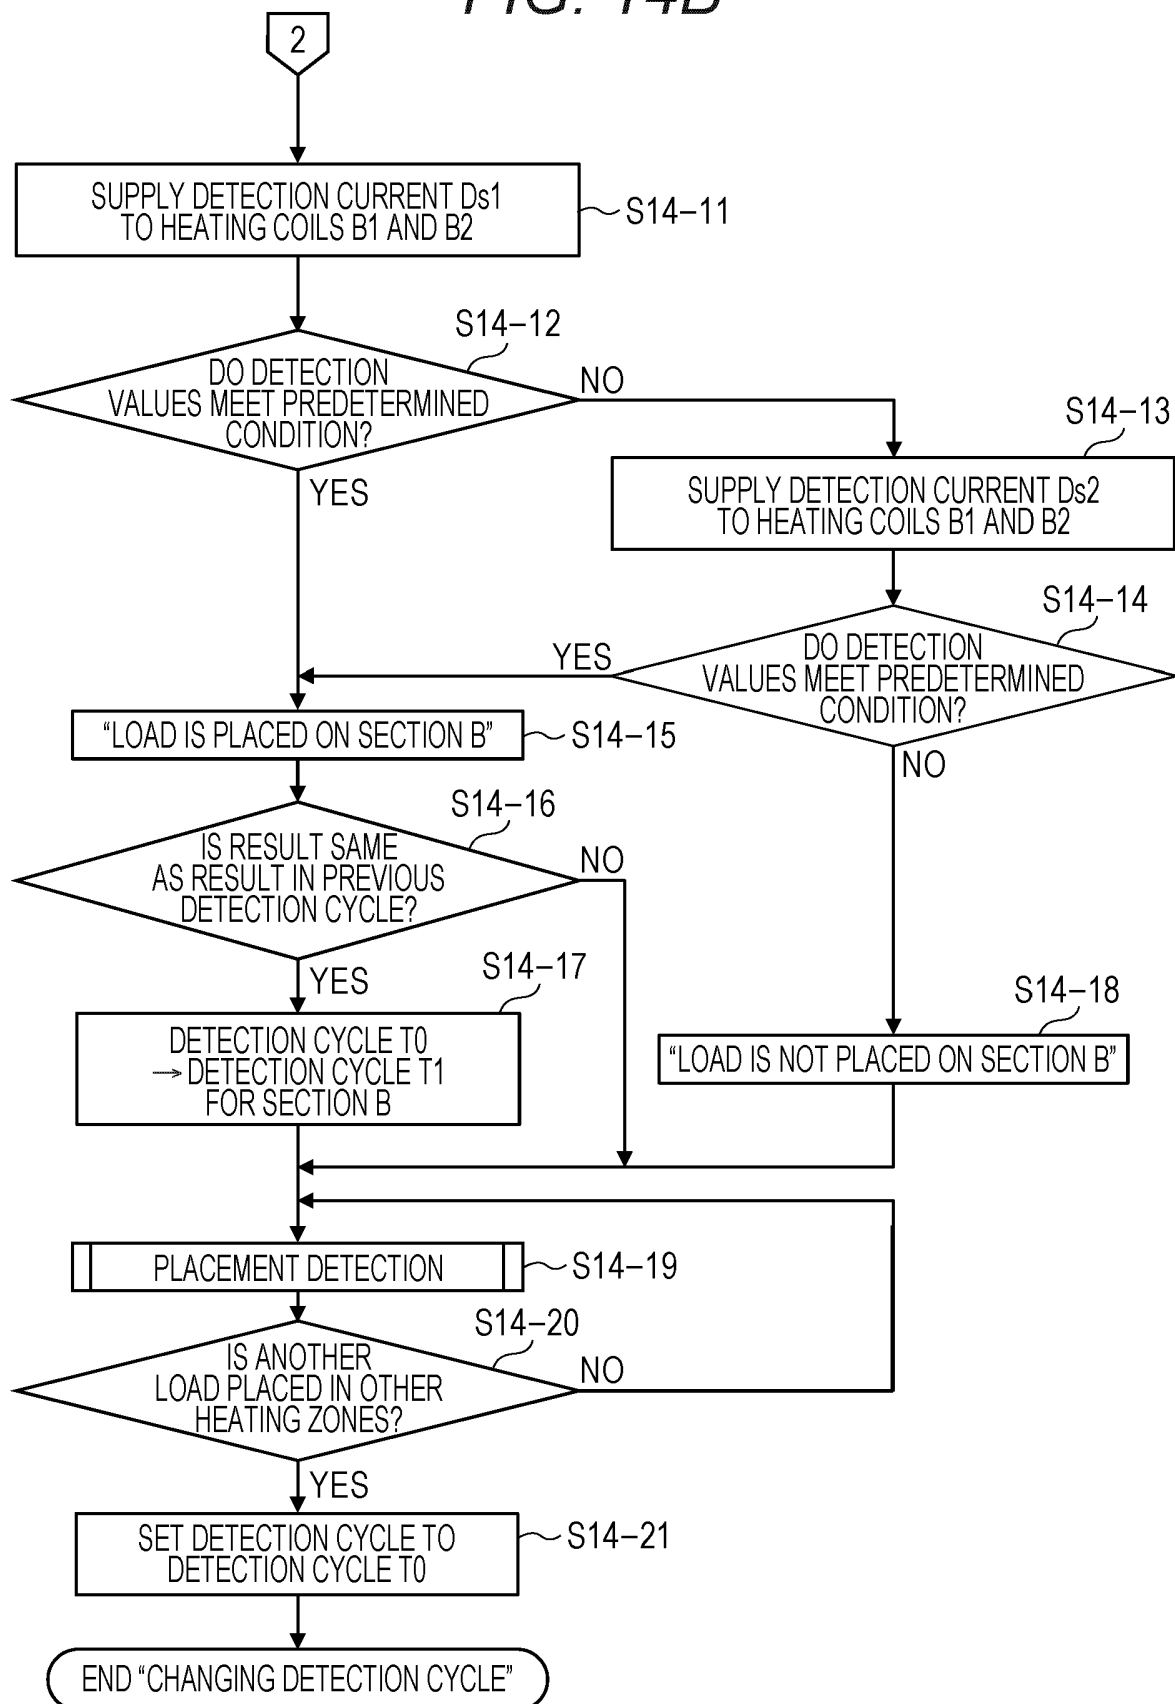 FIG. 14B
2
SUPPLY DETECTION CURRENT Ds1
TO HEATING COILS B1 AND B2
S14-11
S14-12
DO DETECTION
VALUES MEET PREDETERMINED
CONDITION?
NO
YES
S14-13
SUPPLY DETECTION CURRENT Ds2
TO HEATING COILS B1 AND B2
S14-14
DO DETECTION
VALUES MEET PREDETERMINED
CONDITION?
YES
NO
"LOAD IS PLACED ON SECTION B"
S14-15
S14-16
IS RESULT SAME
AS RESULT IN PREVIOUS
DETECTION CYCLE?
NO
YES
S14-17
DETECTION CYCLE T0
→ DETECTION CYCLE T1
FOR SECTION B
S14-18
"LOAD IS NOT PLACED ON SECTION B"
PLACEMENT DETECTION
S14-19
S14-20
IS ANOTHER
LOAD PLACED IN OTHER
HEATING ZONES?
NO
YES
SET DETECTION CYCLE TO
DETECTION CYCLE T0
S14-21
END "CHANGING DETECTION CYCLE"